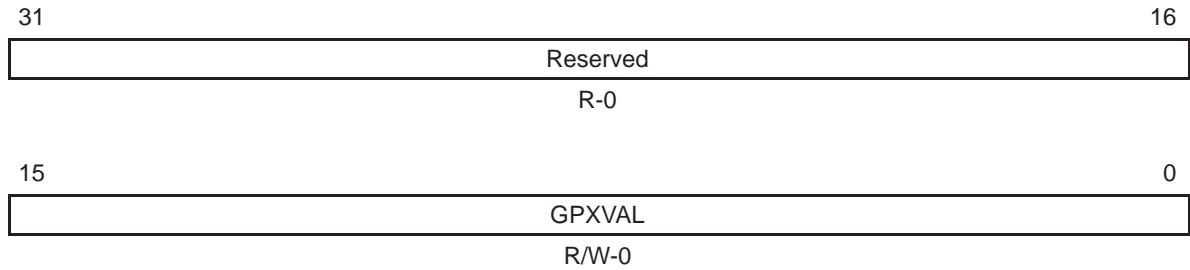 31 16
Reserved
R-0
15 0
GPXVAL
R/W-0